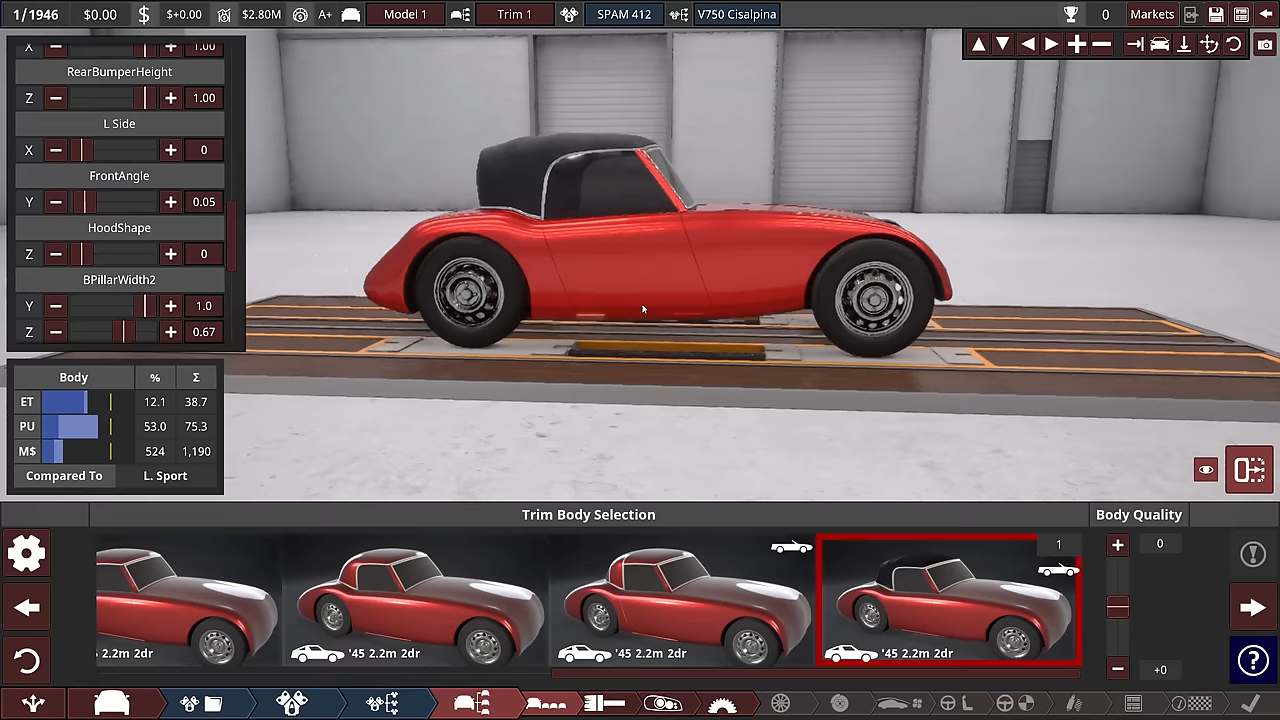 1/1946 $0.00 $ $+0.00 $2.80M A+ Model 1 Trim 1 SPAM 412 V750 Cisalpina 0 Markets
X 1.00
RearBumperHeight
Z 1.00
L Side
X 0
FrontAngle
Y 0.05
HoodShape
Z 0
BPillarWidth2
Y 1.0
Z 0.67
Body % Σ
ET 12.1 38.7
PU 53.0 75.3
M$ 524 1,190
Compared To L. Sport
Trim Body Selection Body Quality
1 0
2.2m 2dr '45 2.2m 2dr '45 2.2m 2dr '45 2.2m 2dr
+0